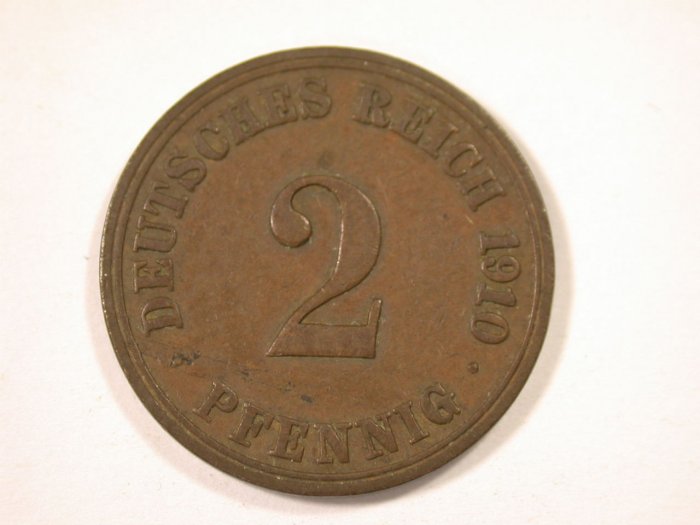 DEUTSCHES REICH 1910
2
PFENNIG